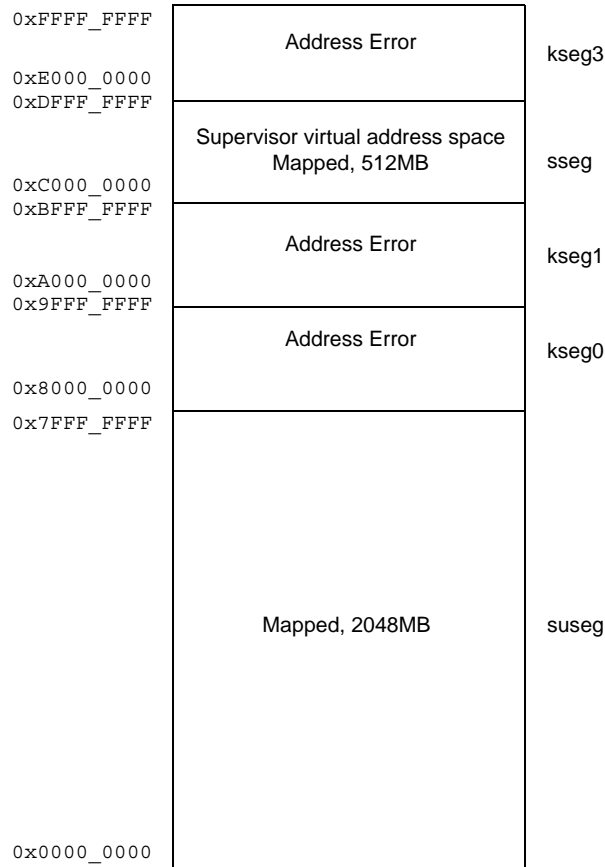 0xFFFF_FFFF
Address Error
kseg3
0xE000_0000
0xDFFF_FFFF
Supervisor virtual address space
Mapped, 512MB
sseg
0xC000_0000
0xBFFF_FFFF
Address Error
kseg1
0xA000_0000
0x9FFF_FFFF
Address Error
kseg0
0x8000_0000
0x7FFF_FFFF
Mapped, 2048MB
suseg
0x0000_0000